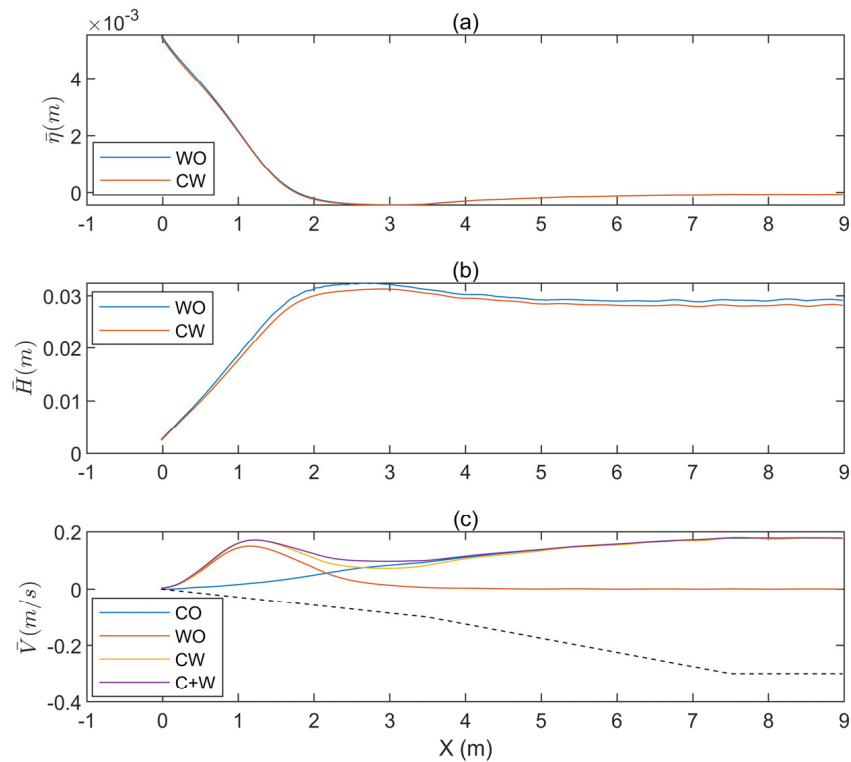 (a)
×10⁻³
4
2
0
η̄(m)
WO
CW
-1 0 1 2 3 4 5 6 7 8 9
(b)
0.03
0.02
0.01
0
H̄(m)
WO
CW
-1 0 1 2 3 4 5 6 7 8 9
(c)
0.2
0
-0.2
-0.4
V̄(m/s)
CO
WO
CW
C+W
-1 0 1 2 3 4 5 6 7 8 9
X (m)